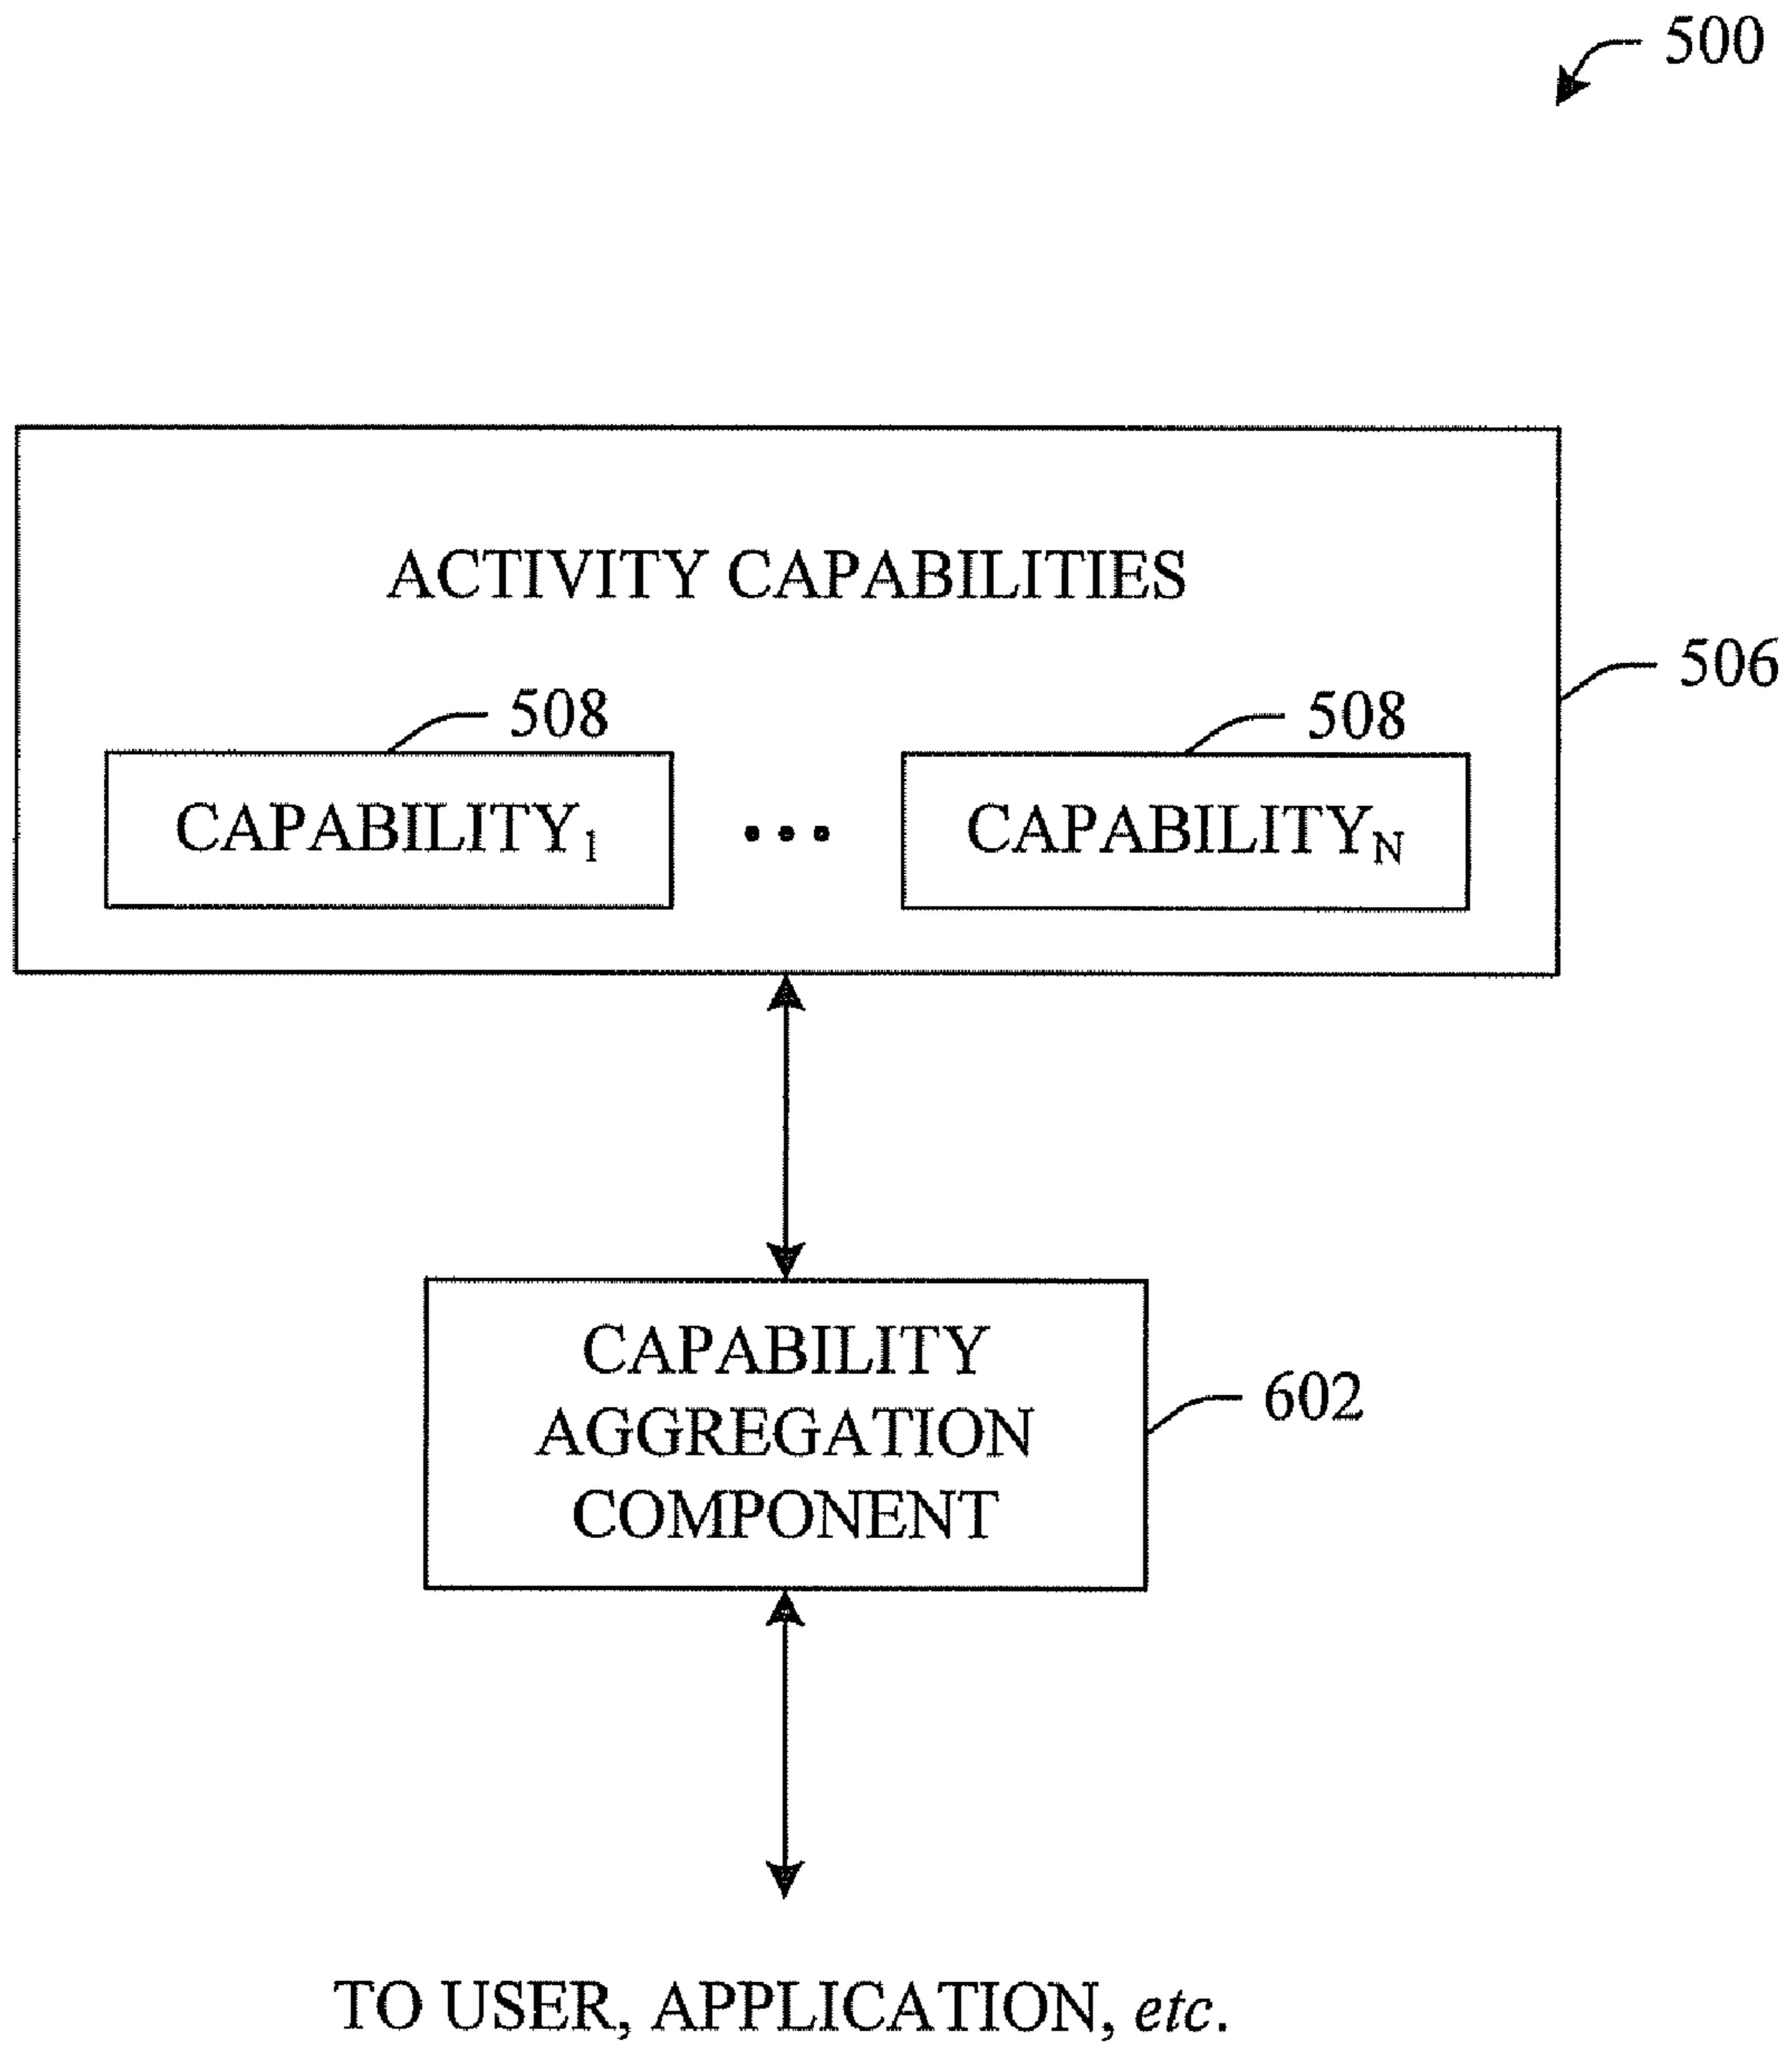 500
ACTIVITY CAPABILITIES
506
508
508
CAPABILITY1
...
CAPABILITYN
CAPABILITY
AGGREGATION
COMPONENT
602
TO USER, APPLICATION, etc.